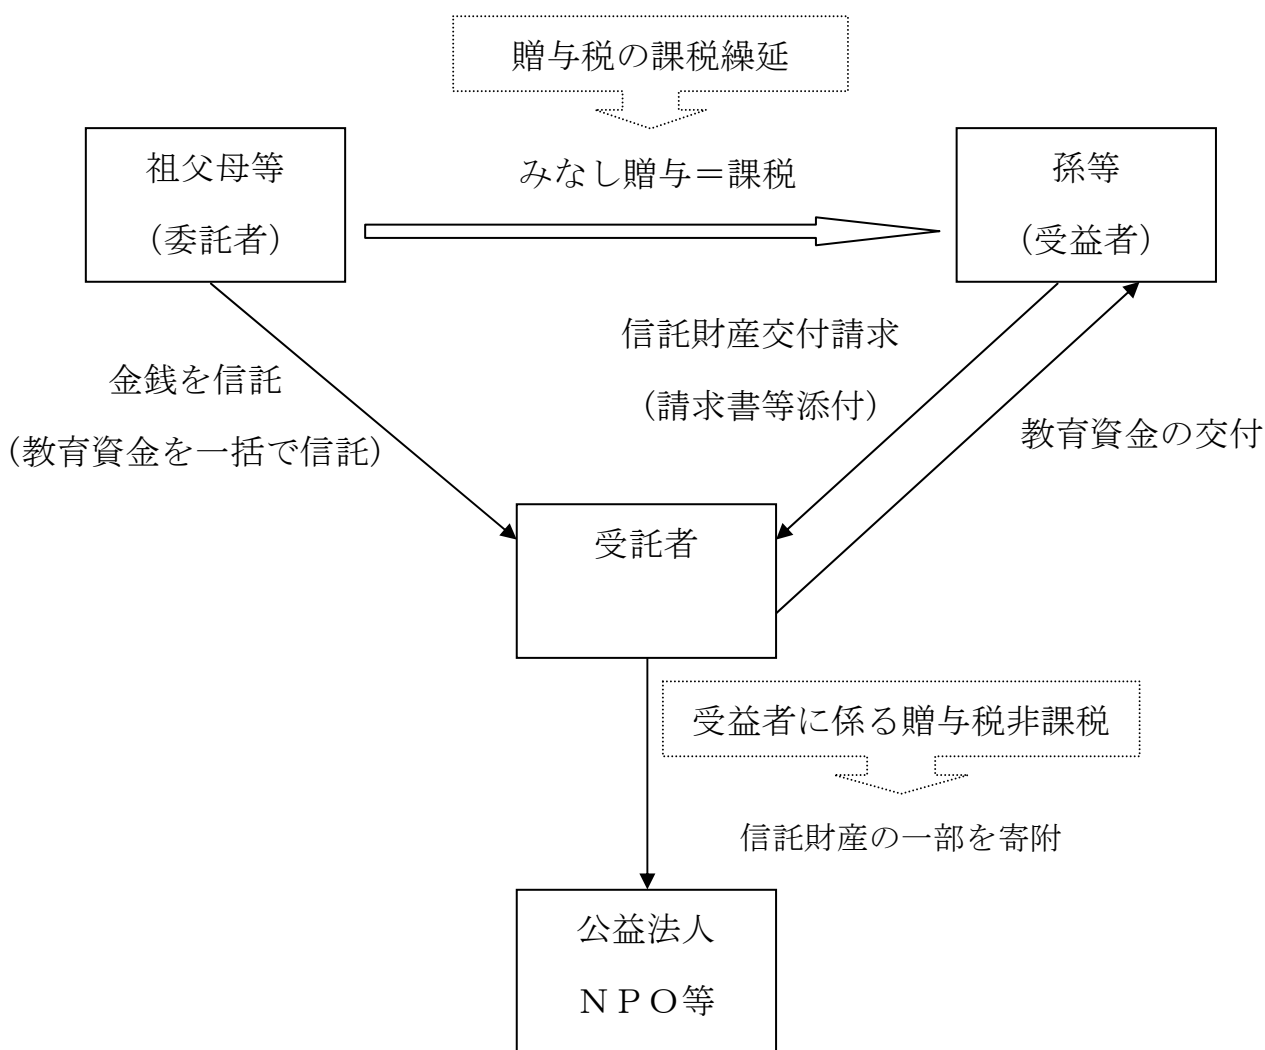 贈与税の課税繰延
祖父母等
（委託者）
みなし贈与＝課税
孫等
（受益者）
金銭を信託
（教育資金を一括で信託）
信託財産交付請求
（請求書等添付）
教育資金の交付
受託者
受益者に係る贈与税非課税
信託財産の一部を寄附
公益法人
ＮＰＯ等